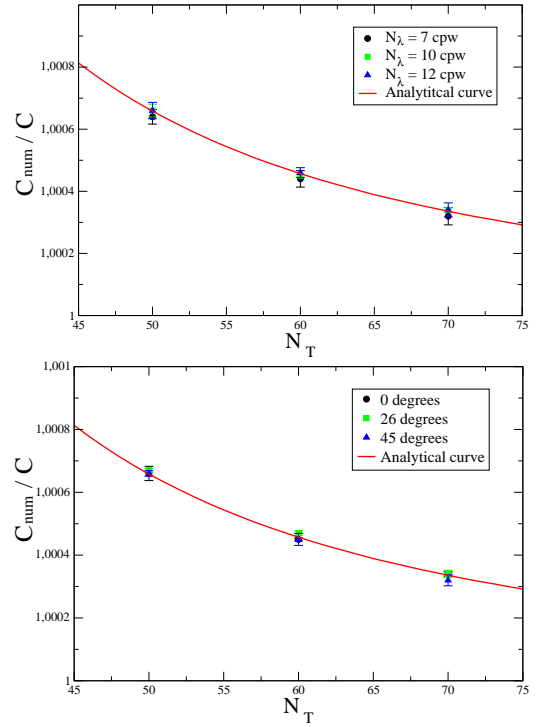 C_num / C
1,0008
1,0006
1,0004
1,0002
1
45 50 55 60 65 70 75
N_T
N_λ = 7 cpw
N_λ = 10 cpw
N_λ = 12 cpw
Analytitcal curve
C_num / C
1,001
1,0008
1,0006
1,0004
1,0002
1
45 50 55 60 65 70 75
N_T
0 degrees
26 degrees
45 degrees
Analytical curve